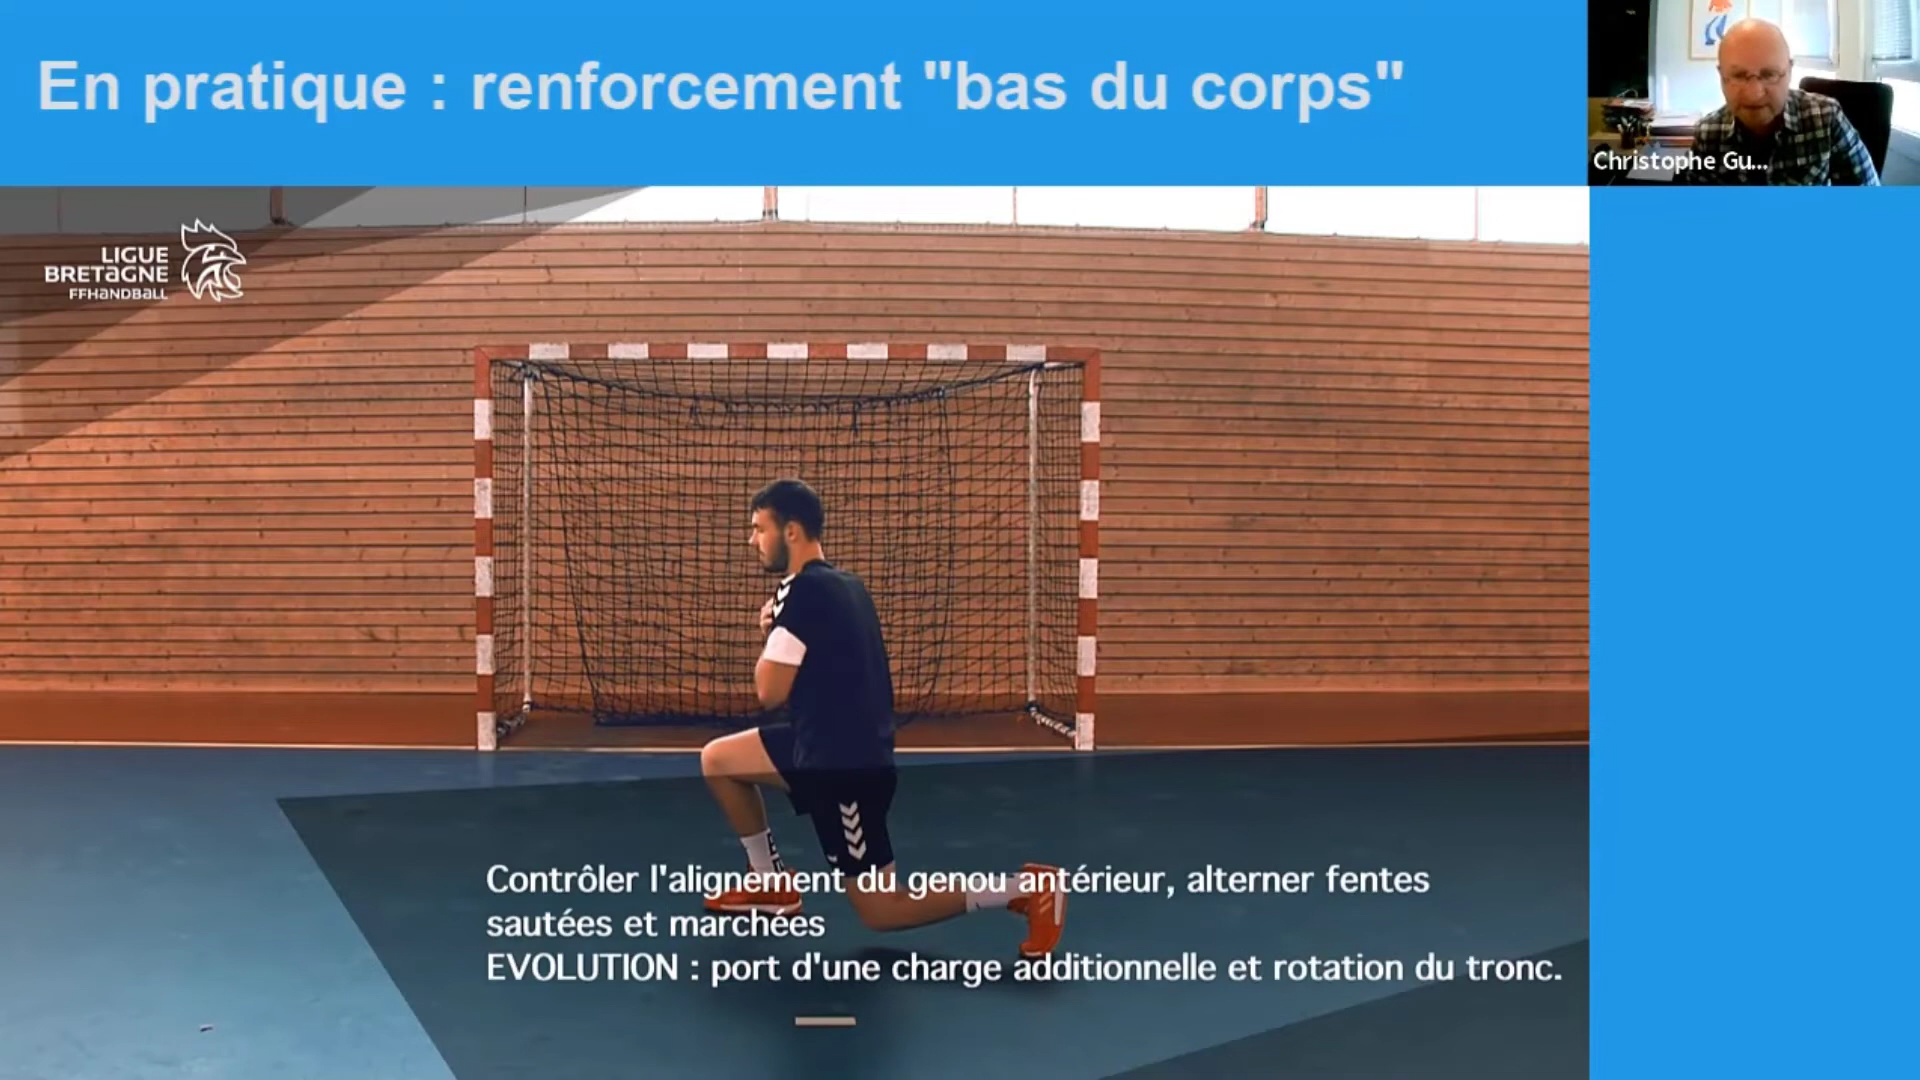 En pratique : renforcement "bas du corps"
Christophe Gu...
LIGUE
BRETAGNE
FFHANDBALL
Contrôler l'alignement du genou antérieur, alterner fentes
sautées et marchées
EVOLUTION : port d'une charge additionnelle et rotation du tronc.